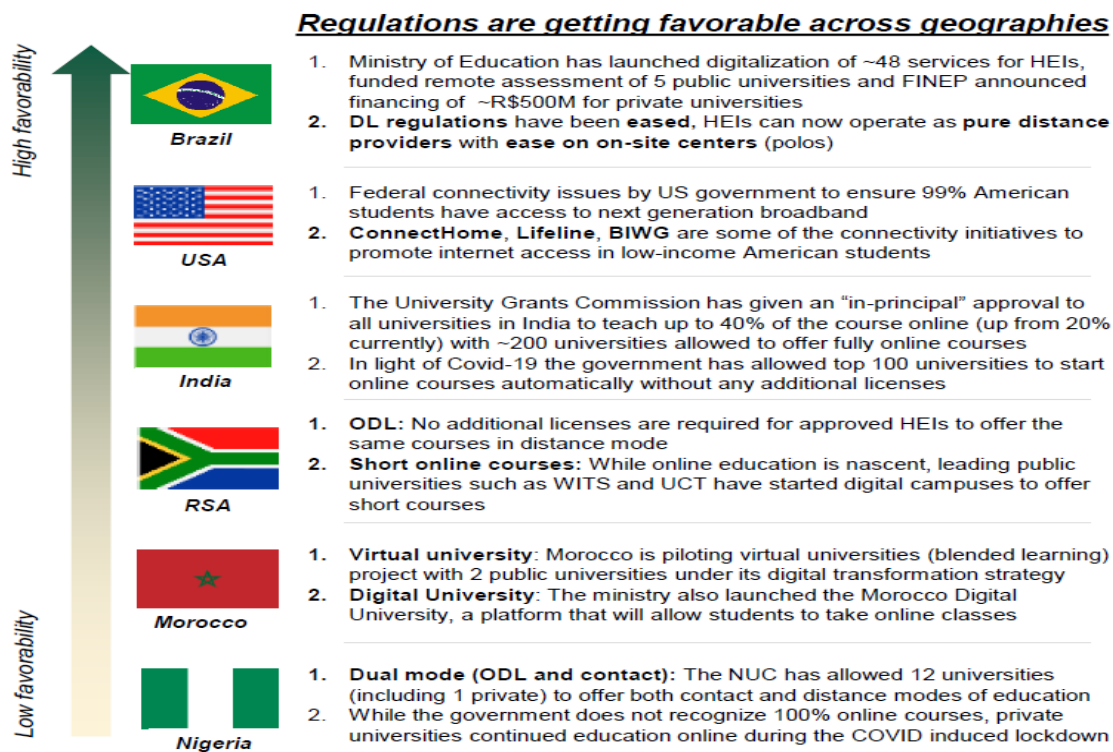 Regulations are getting favorable across geographies
High favorability
Low favorability
Brazil
1. Ministry of Education has launched digitalization of ~48 services for HEIs,
funded remote assessment of 5 public universities and FINEP announced
financing of ~R$500M for private universities
2. DL regulations have been eased, HEIs can now operate as pure distance
providers with ease on on-site centers (polos)
USA
1. Federal connectivity issues by US government to ensure 99% American
students have access to next generation broadband
2. ConnectHome, Lifeline, BIWG are some of the connectivity initiatives to
promote internet access in low-income American students
India
1. The University Grants Commission has given an “in-principal” approval to
all universities in India to teach up to 40% of the course online (up from 20%
currently) with ~200 universities allowed to offer fully online courses
2. In light of Covid-19 the government has allowed top 100 universities to start
online courses automatically without any additional licenses
RSA
1. ODL: No additional licenses are required for approved HEIs to offer the
same courses in distance mode
2. Short online courses: While online education is nascent, leading public
universities such as WITS and UCT have started digital campuses to offer
short courses
Morocco
1. Virtual university: Morocco is piloting virtual universities (blended learning)
project with 2 public universities under its digital transformation strategy
2. Digital University: The ministry also launched the Morocco Digital
University, a platform that will allow students to take online classes
Nigeria
1. Dual mode (ODL and contact): The NUC has allowed 12 universities
(including 1 private) to offer both contact and distance modes of education
2. While the government does not recognize 100% online courses, private
universities continued education online during the COVID induced lockdown